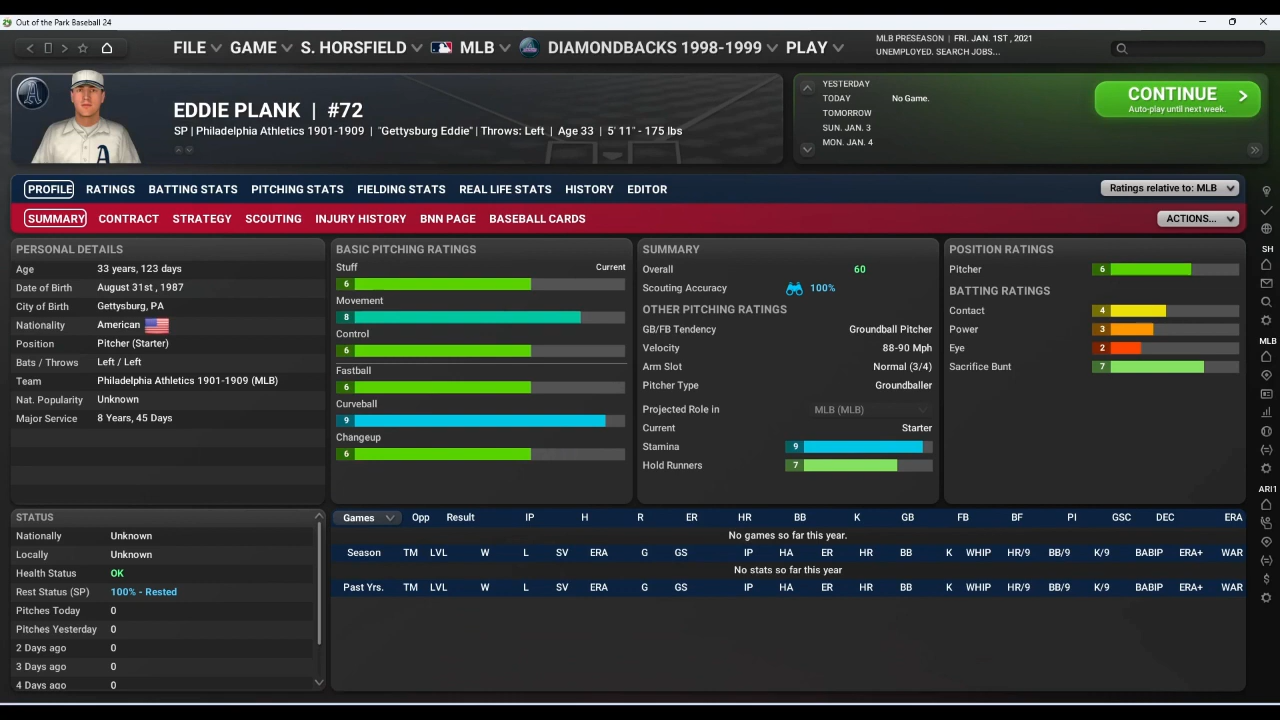 Out of the Park Baseball 24
FILE GAME S. HORSFIELD MLB DIAMONDBACKS 1998-1999 PLAY
MLB PRESEASON | FRI. JAN. 1ST, 2021
UNEMPLOYED. SEARCH JOBS...
EDDIE PLANK | #72
SP | Philadelphia Athletics 1901-1909 | "Gettysburg Eddie" | Throws: Left | Age 33 | 5' 11" - 175 lbs
YESTERDAY
TODAY No Game.
TOMORROW
SUN. JAN. 3
MON. JAN. 4
CONTINUE
Auto-play until next week.
PROFILE RATINGS BATTING STATS PITCHING STATS FIELDING STATS REAL LIFE STATS HISTORY EDITOR
Ratings relative to: MLB
SUMMARY CONTRACT STRATEGY SCOUTING INJURY HISTORY BNN PAGE BASEBALL CARDS
ACTIONS...
PERSONAL DETAILS
Age 33 years, 123 days
Date of Birth August 31st, 1987
City of Birth Gettysburg, PA
Nationality American
Position Pitcher (Starter)
Bats / Throws Left / Left
Team Philadelphia Athletics 1901-1909 (MLB)
Nat. Popularity Unknown
Major Service 8 Years, 45 Days
BASIC PITCHING RATINGS
Stuff Current
6
Movement
8
Control
6
Fastball
6
Curveball
9
Changeup
6
SUMMARY
Overall 60
Scouting Accuracy 100%
OTHER PITCHING RATINGS
GB/FB Tendency Groundball Pitcher
Velocity 88-90 Mph
Arm Slot Normal (3/4)
Pitcher Type Groundballer
Projected Role in MLB (MLB)
Current Starter
Stamina 9
Hold Runners 7
POSITION RATINGS
Pitcher 6
BATTING RATINGS
Contact 4
Power 3
Eye 2
Sacrifice Bunt 7
SH
MLB
ARI1
STATUS
Nationally Unknown
Locally Unknown
Health Status OK
Rest Status (SP) 100% - Rested
Pitches Today 0
Pitches Yesterday 0
2 Days ago 0
3 Days ago 0
4 Days ago 0
Games Opp Result IP H R ER HR BB K GB FB BF PI GSC DEC ERA
No games so far this year.
Season TM LVL W L SV ERA G GS IP HA ER HR BB K WHIP HR/9 BB/9 K/9 BABIP ERA+ WAR
No stats so far this year
Past Yrs. TM LVL W L SV ERA G GS IP HA ER HR BB K WHIP HR/9 BB/9 K/9 BABIP ERA+ WAR